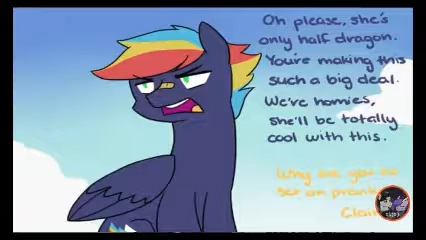 Oh please, she's
only half dragon.
You're making this
such a big deal.
We're homies,
she'll be totally
cool with this.
Why are you so
set on prank